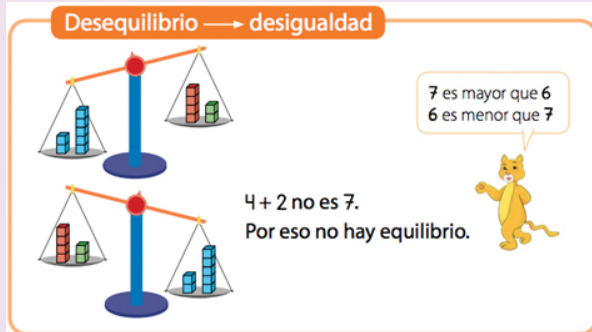 Desequilibrio → desigualdad
7 es mayor que 6
6 es menor que 7
4 + 2 no es 7.
Por eso no hay equilibrio.